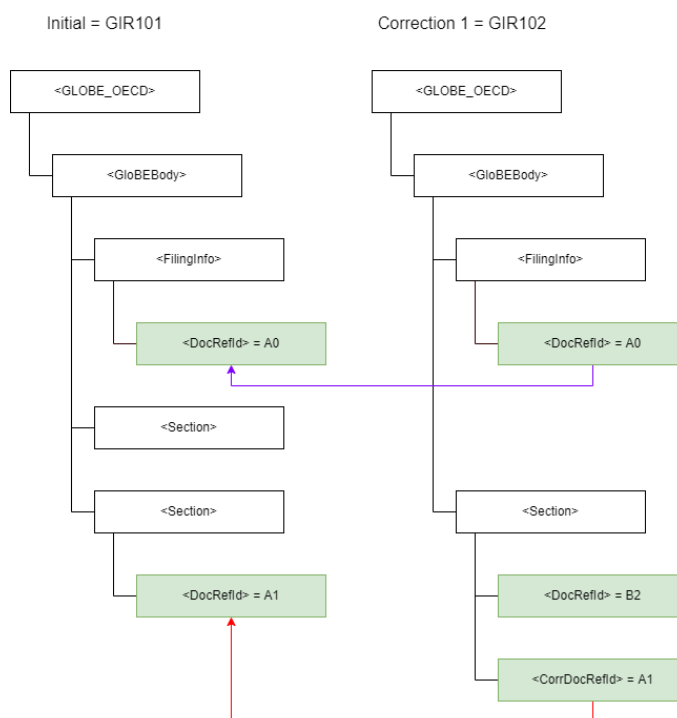 Initial = GIR101
<GLOBE_OECD>
<GloBEBody>
<FilingInfo>
<DocRefId> = A0
<Section>
<Section>
<DocRefId> = A1
Correction 1 = GIR102
<GLOBE_OECD>
<GloBEBody>
<FilingInfo>
<DocRefId> = A0
<Section>
<DocRefId> = B2
<CorrDocRefId> = A1